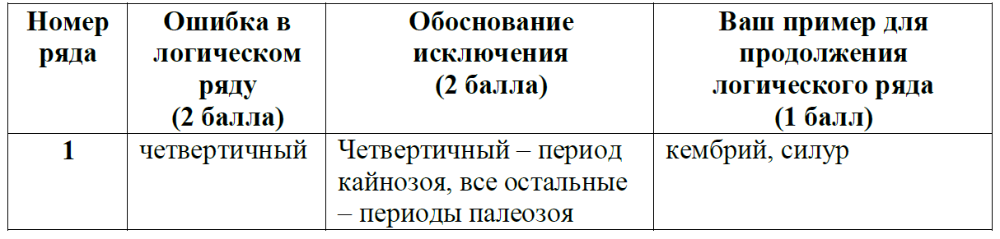 Номер ряда
Ошибка в логическом ряду (2 балла)
Обоснование исключения (2 балла)
Ваш пример для продолжения логического ряда (1 балл)
1
четвертичный
Четвертичный – период
кайнозоя, все остальные
– периоды палеозоя
кембрий, силур